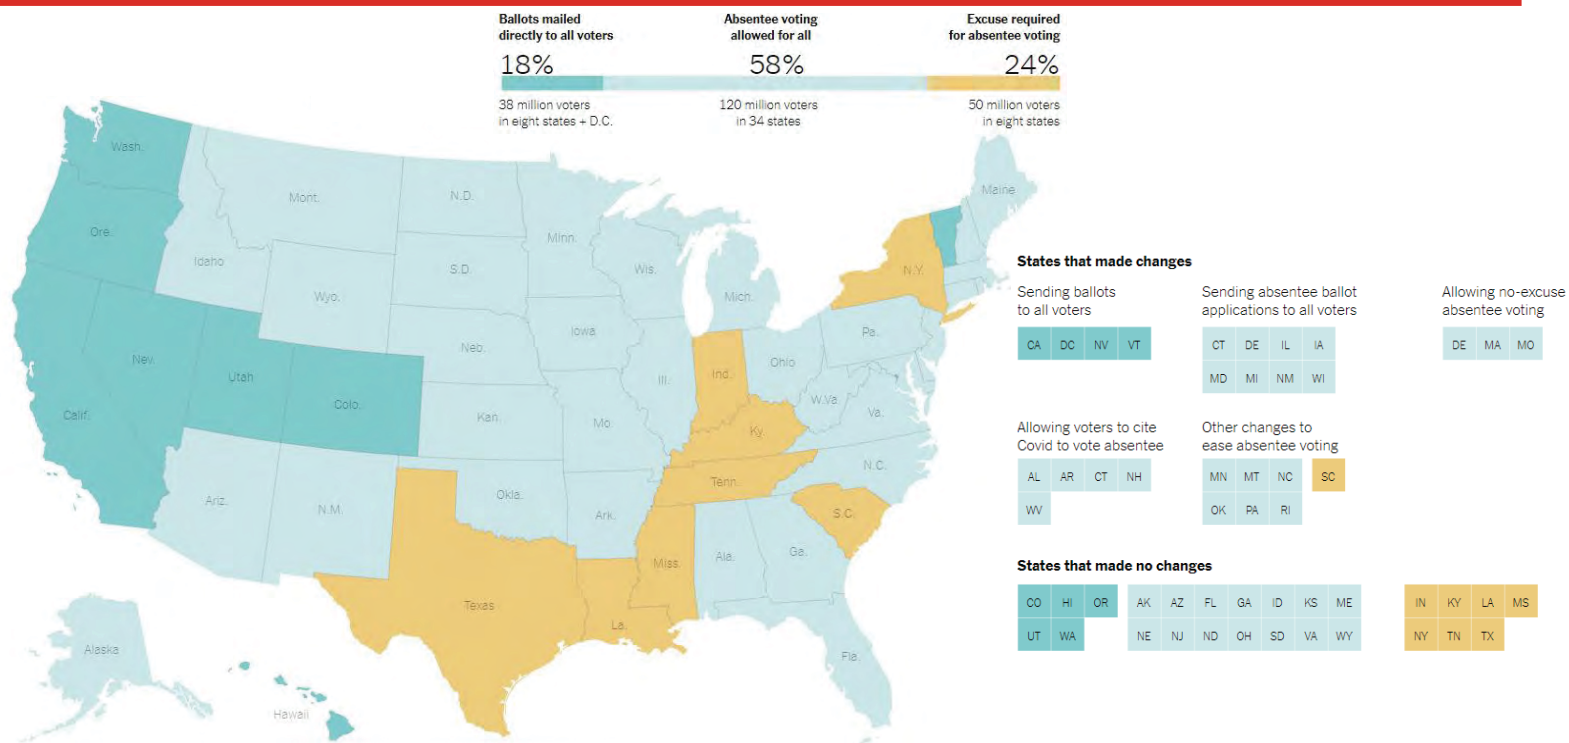 Ballots mailed
directly to all voters
18%
38 million voters
in eight states + D.C.
Absentee voting
allowed for all
58%
120 million voters
in 34 states
Excuse required
for absentee voting
24%
50 million voters
in eight states
Wash.
Ore.
Calif.
Nev.
Idaho
Mont.
Wyo.
Utah
Colo.
Ariz.
N.M.
N.D.
S.D.
Neb.
Kan.
Okla.
Texas
Minn.
Iowa
Mo.
Ark.
La.
Wis.
Ill.
Mich.
Ind.
Ohio
Ky.
Tenn.
Miss.
Ala.
Ga.
Fla.
S.C.
N.C.
Va.
W.Va.
Pa.
N.Y.
Maine
Alaska
Hawaii
States that made changes
Sending ballots
to all voters
CA DC NV VT
Sending absentee ballot
applications to all voters
CT DE IL IA
MD MI NM WI
Allowing no-excuse
absentee voting
DE MA MO
Allowing voters to cite
Covid to vote absentee
AL AR CT NH
WV
Other changes to
ease absentee voting
MN MT NC SC
OK PA RI
States that made no changes
CO HI OR
UT WA
AK AZ FL GA ID KS ME
NE NJ ND OH SD VA WY
IN KY LA MS
NY TN TX